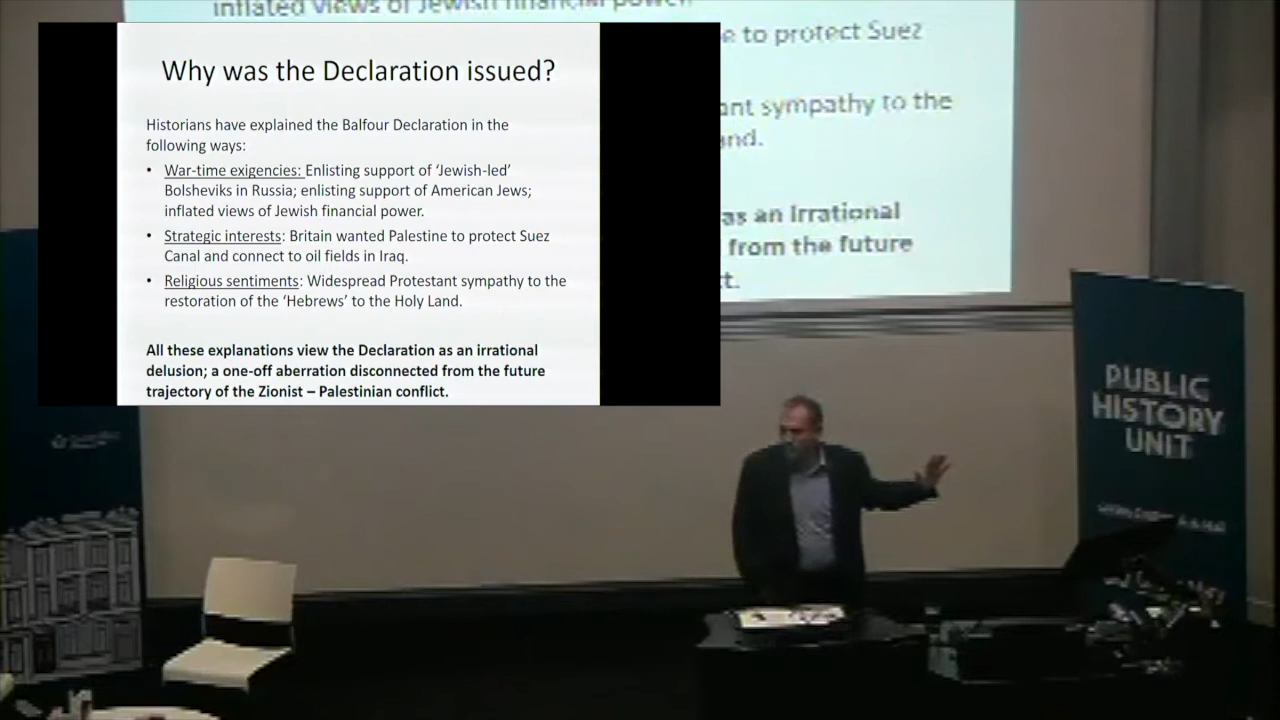 Why was the Declaration issued?
Historians have explained the Balfour Declaration in the
following ways:
• War-time exigencies: Enlisting support of ‘Jewish-led’
Bolsheviks in Russia; enlisting support of American Jews;
inflated views of Jewish financial power.
• Strategic interests: Britain wanted Palestine to protect Suez
Canal and connect to oil fields in Iraq.
• Religious sentiments: Widespread Protestant sympathy to the
restoration of the ‘Hebrews’ to the Holy Land.
All these explanations view the Declaration as an irrational
delusion; a one-off aberration disconnected from the future
trajectory of the Zionist – Palestinian conflict.
inflated views of Jewish financial power.
e to protect Suez
ant sympathy to the
and.
as an irrational
from the future
t.
PUBLIC
HISTORY
UNIT